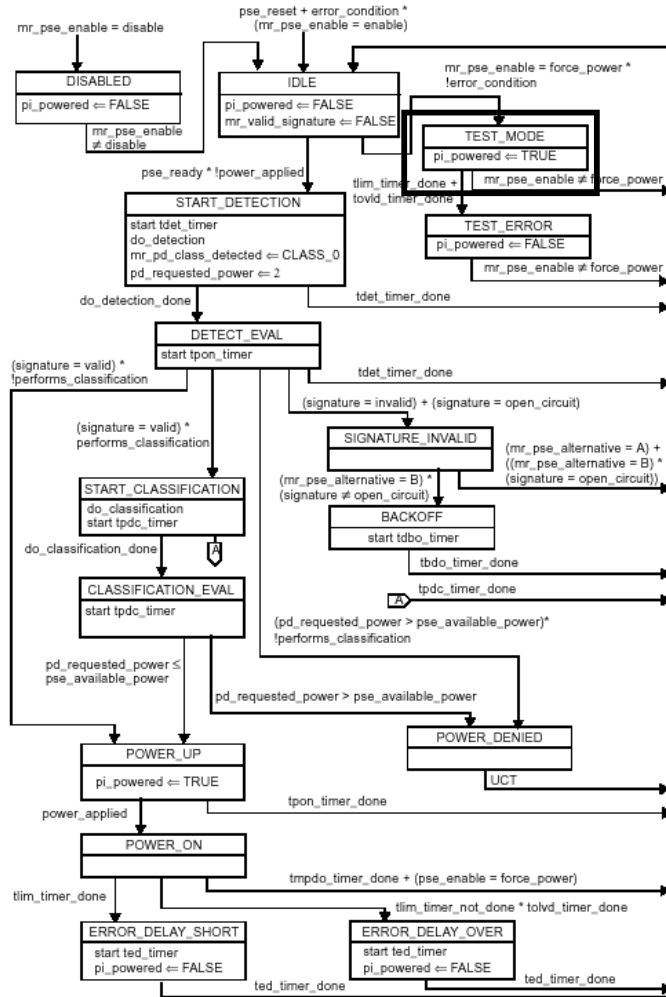 pse_reset + error_condition *
(mr_pse_enable = enable)
mr_pse_enable = disable
DISABLED
pi_powered ⇐ FALSE
mr_pse_enable
≠ disable
IDLE
pi_powered ⇐ FALSE
mr_valid_signature ⇐ FALSE
mr_pse_enable = force_power *
!error_condition
TEST_MODE
pi_powered ⇐ TRUE
mr_pse_enable ≠ force_power
pse_ready * !power_applied
tlim_timer_done +
tovld_timer_done
START_DETECTION
start tdet_timer
do_detection
mr_pd_class_detected ⇐ CLASS_0
pd_requested_power ⇐ 2
TEST_ERROR
pi_powered ⇐ FALSE
mr_pse_enable ≠ force_power
do_detection_done
tdet_timer_done
DETECT_EVAL
start tpon_timer
tdet_timer_done
(signature = valid) *
!performs_classification
(signature = invalid) + (signature = open_circuit)
(signature = valid) *
performs_classification
SIGNATURE_INVALID
(mr_pse_alternative = A) +
((mr_pse_alternative = B) *
(signature = open_circuit))
(mr_pse_alternative = B) *
(signature ≠ open_circuit)
START_CLASSIFICATION
do_classification
start tpdc_timer
BACKOFF
start tdbo_timer
do_classification_done
A
tbdo_timer_done
tpdc_timer_done
A
CLASSIFICATION_EVAL
start tpdc_timer
(pd_requested_power > pse_available_power)*
!performs_classification
pd_requested_power ≤
pse_available_power
pd_requested_power > pse_available_power
POWER_DENIED
UCT
POWER_UP
pi_powered ⇐ TRUE
power_applied
tpon_timer_done
POWER_ON
tmpdo_timer_done + (pse_enable = force_power)
tlim_timer_done
tlim_timer_not_done * tolvd_timer_done
ERROR_DELAY_SHORT
start ted_timer
pi_powered ⇐ FALSE
ERROR_DELAY_OVER
start ted_timer
pi_powered ⇐ FALSE
ted_timer_done
ted_timer_done